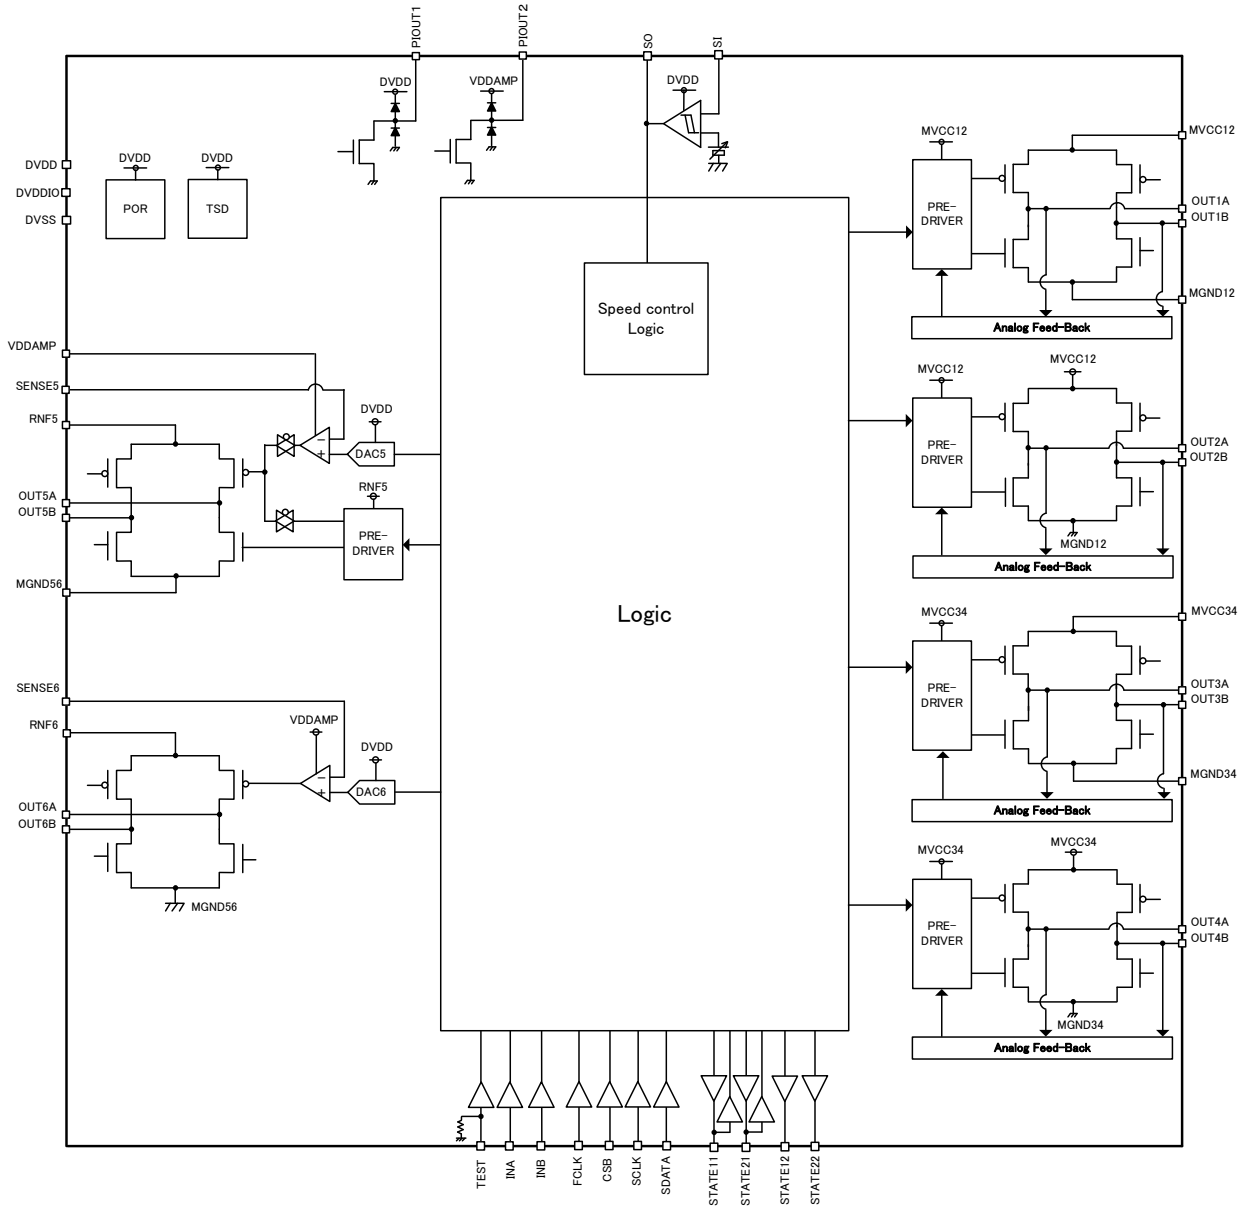 PIOUT1
PIOUT2
SO
SI
DVDD
VDDAMP
DVDD
MVCC12
MVCC12
DVDD
DVDDIO
DVSS
DVDD
POR
DVDD
TSD
PRE-
DRIVER
OUT1A
OUT1B
MGND12
Analog Feed-Back
Speed control
Logic
VDDAMP
SENSE5
RNF5
DVDD
DAC5
OUT5A
OUT5B
RNF5
PRE-
DRIVER
MGND56
MVCC12
MVCC12
PRE-
DRIVER
OUT2A
OUT2B
MGND12
Analog Feed-Back
Logic
MVCC34
MVCC34
PRE-
DRIVER
OUT3A
OUT3B
MGND34
Analog Feed-Back
SENSE6
RNF6
VDDAMP
DVDD
DAC6
OUT6A
OUT6B
MGND56
MVCC34
MVCC34
PRE-
DRIVER
OUT4A
OUT4B
MGND34
Analog Feed-Back
TEST
INA
INB
FCLK
CSB
SCLK
SDATA
STATE11
STATE21
STATE12
STATE22